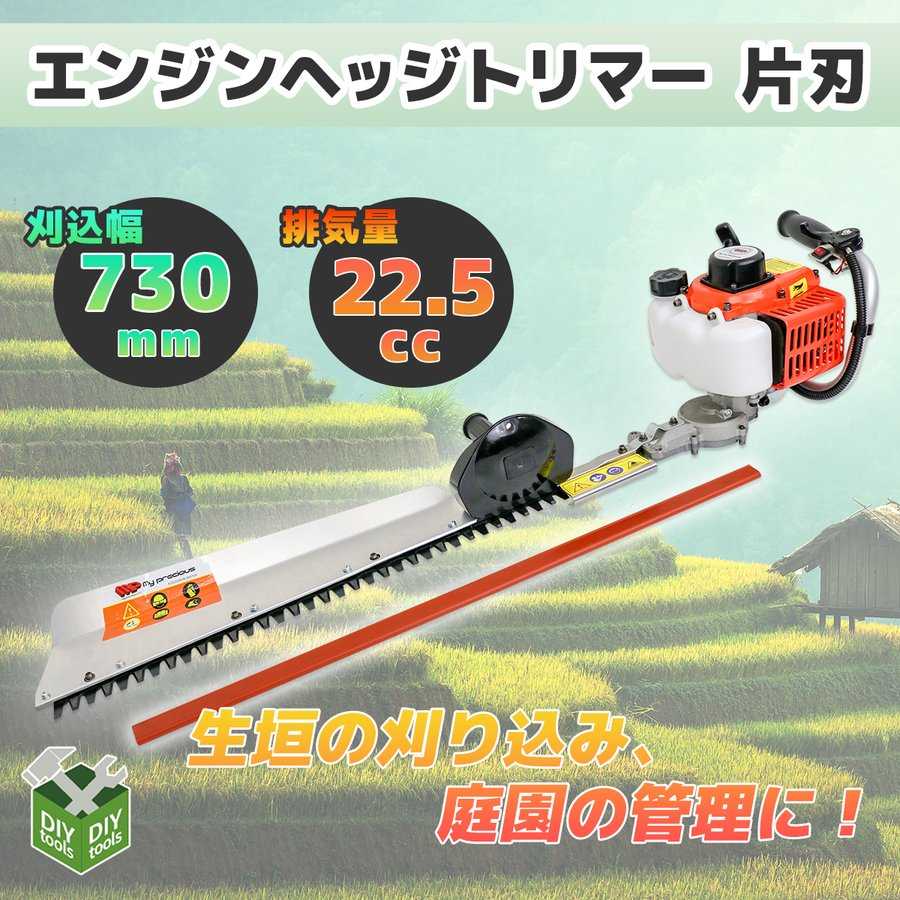 エンジンヘッジトリマー 片刃
刈込幅
730
mm
排気量
22.5
cc
MP my precious
生垣の刈り込み、
庭園の管理に！
DIY
tools
DIY
tools